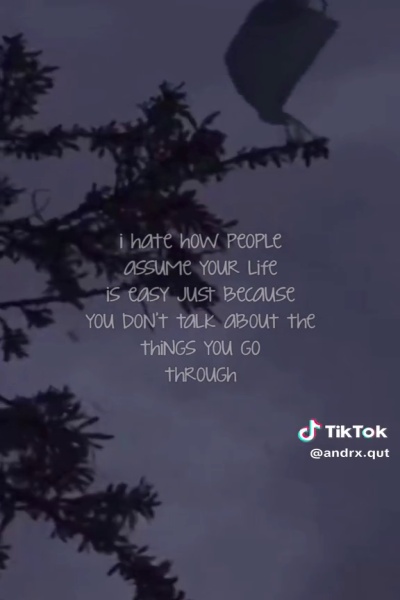 i hate how people
assume your life
is easy just because
you don't talk about the
things you go
through
TikTok
@andrx.qut